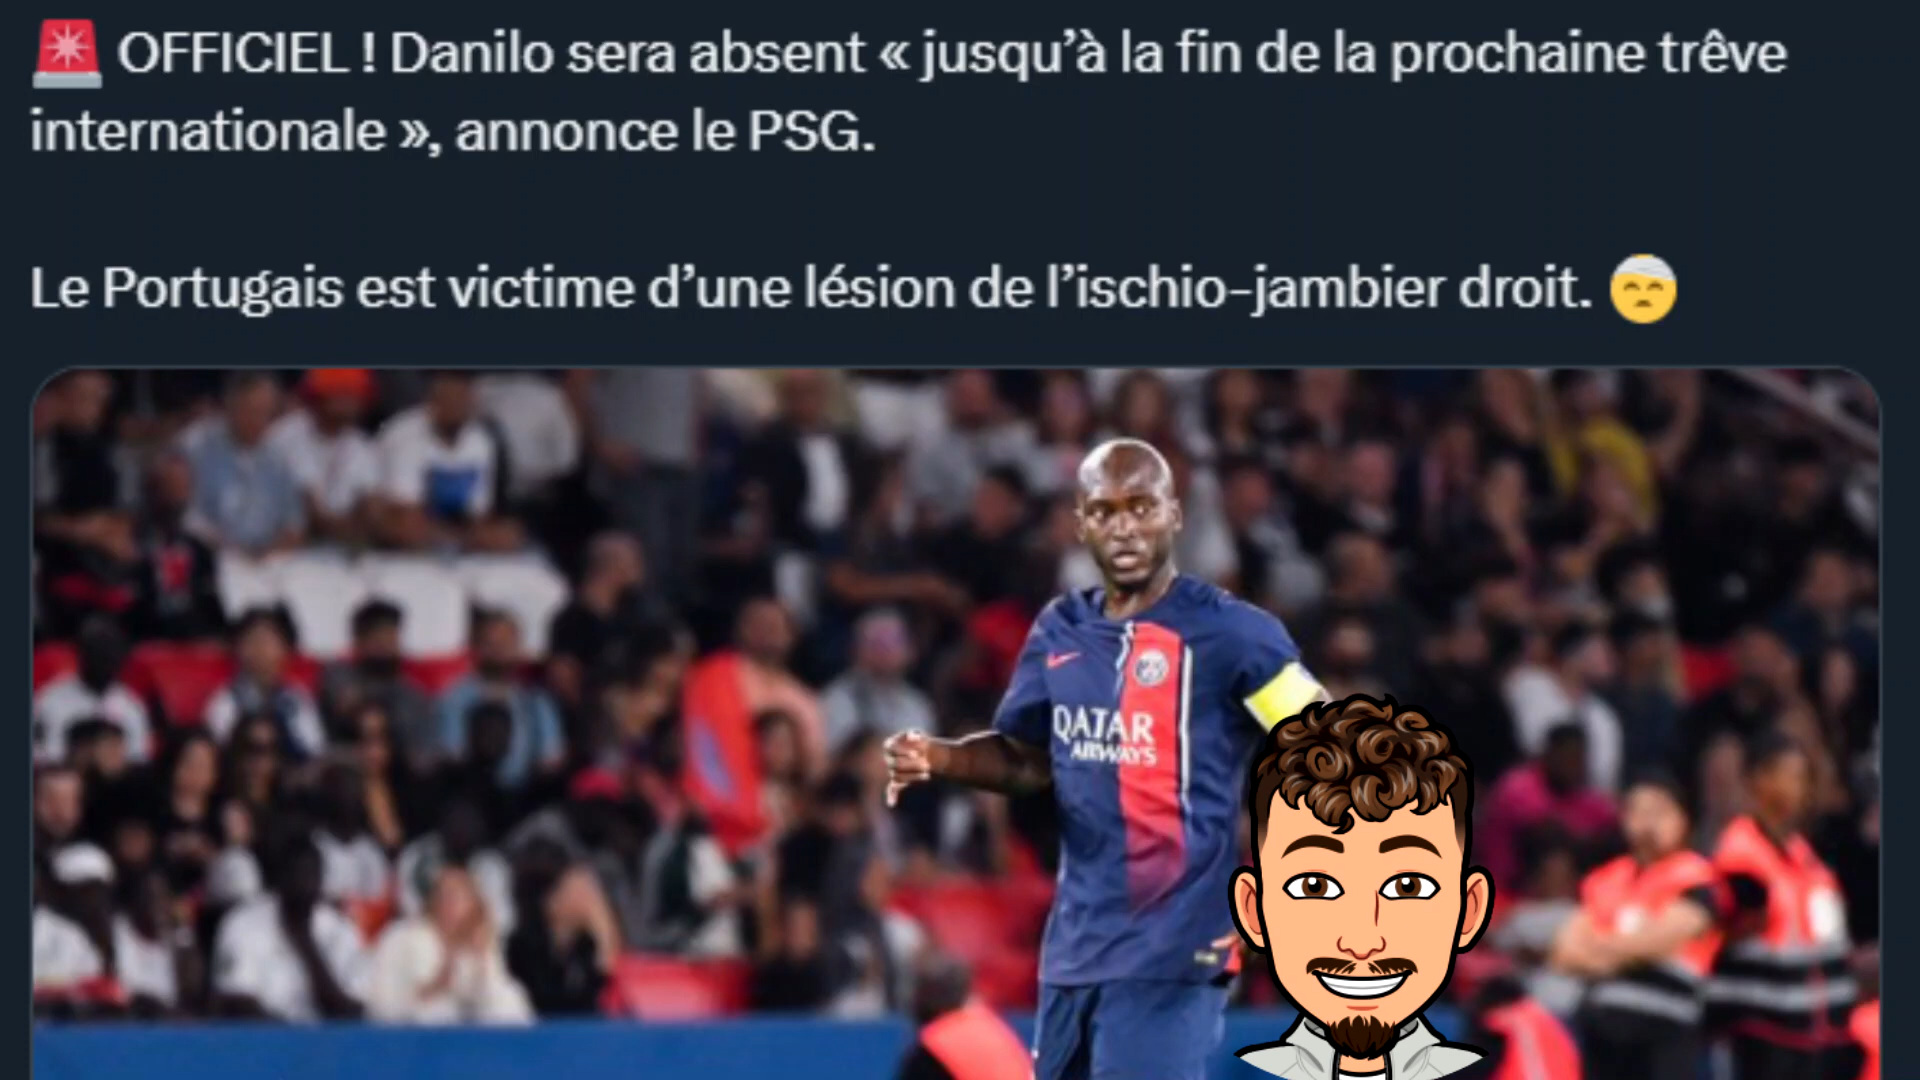 🚨 OFFICIEL ! Danilo sera absent « jusqu’à la fin de la prochaine trêve
internationale », annonce le PSG.
Le Portugais est victime d’une lésion de l’ischio-jambier droit. 🤕
QATAR
AIRWAYS